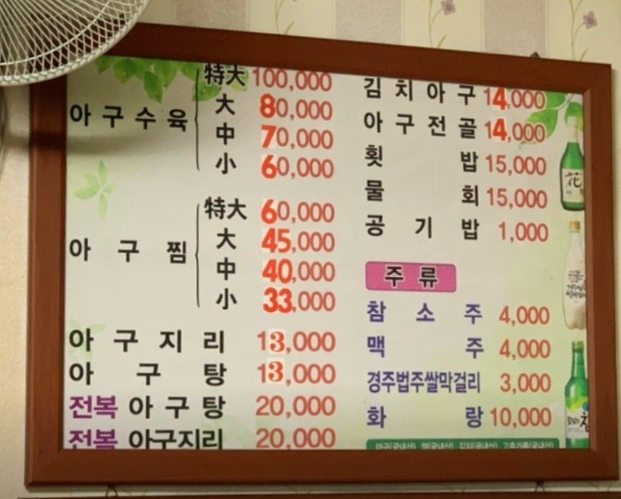 아구수육
特大 100,000
大 80,000
中 70,000
小 60,000
아구찜
特大 60,000
大 45,000
中 40,000
小 33,000
아구지리 13,000
아구탕 13,000
전복 아구탕 20,000
전복 아구지리 20,000
김치아구 14,000
아구전골 14,000
횟밥 15,000
물회 15,000
공기밥 1,000
주류
참소주 4,000
맥주 4,000
경주법주쌀막걸리 3,000
화랑 10,000
花
참